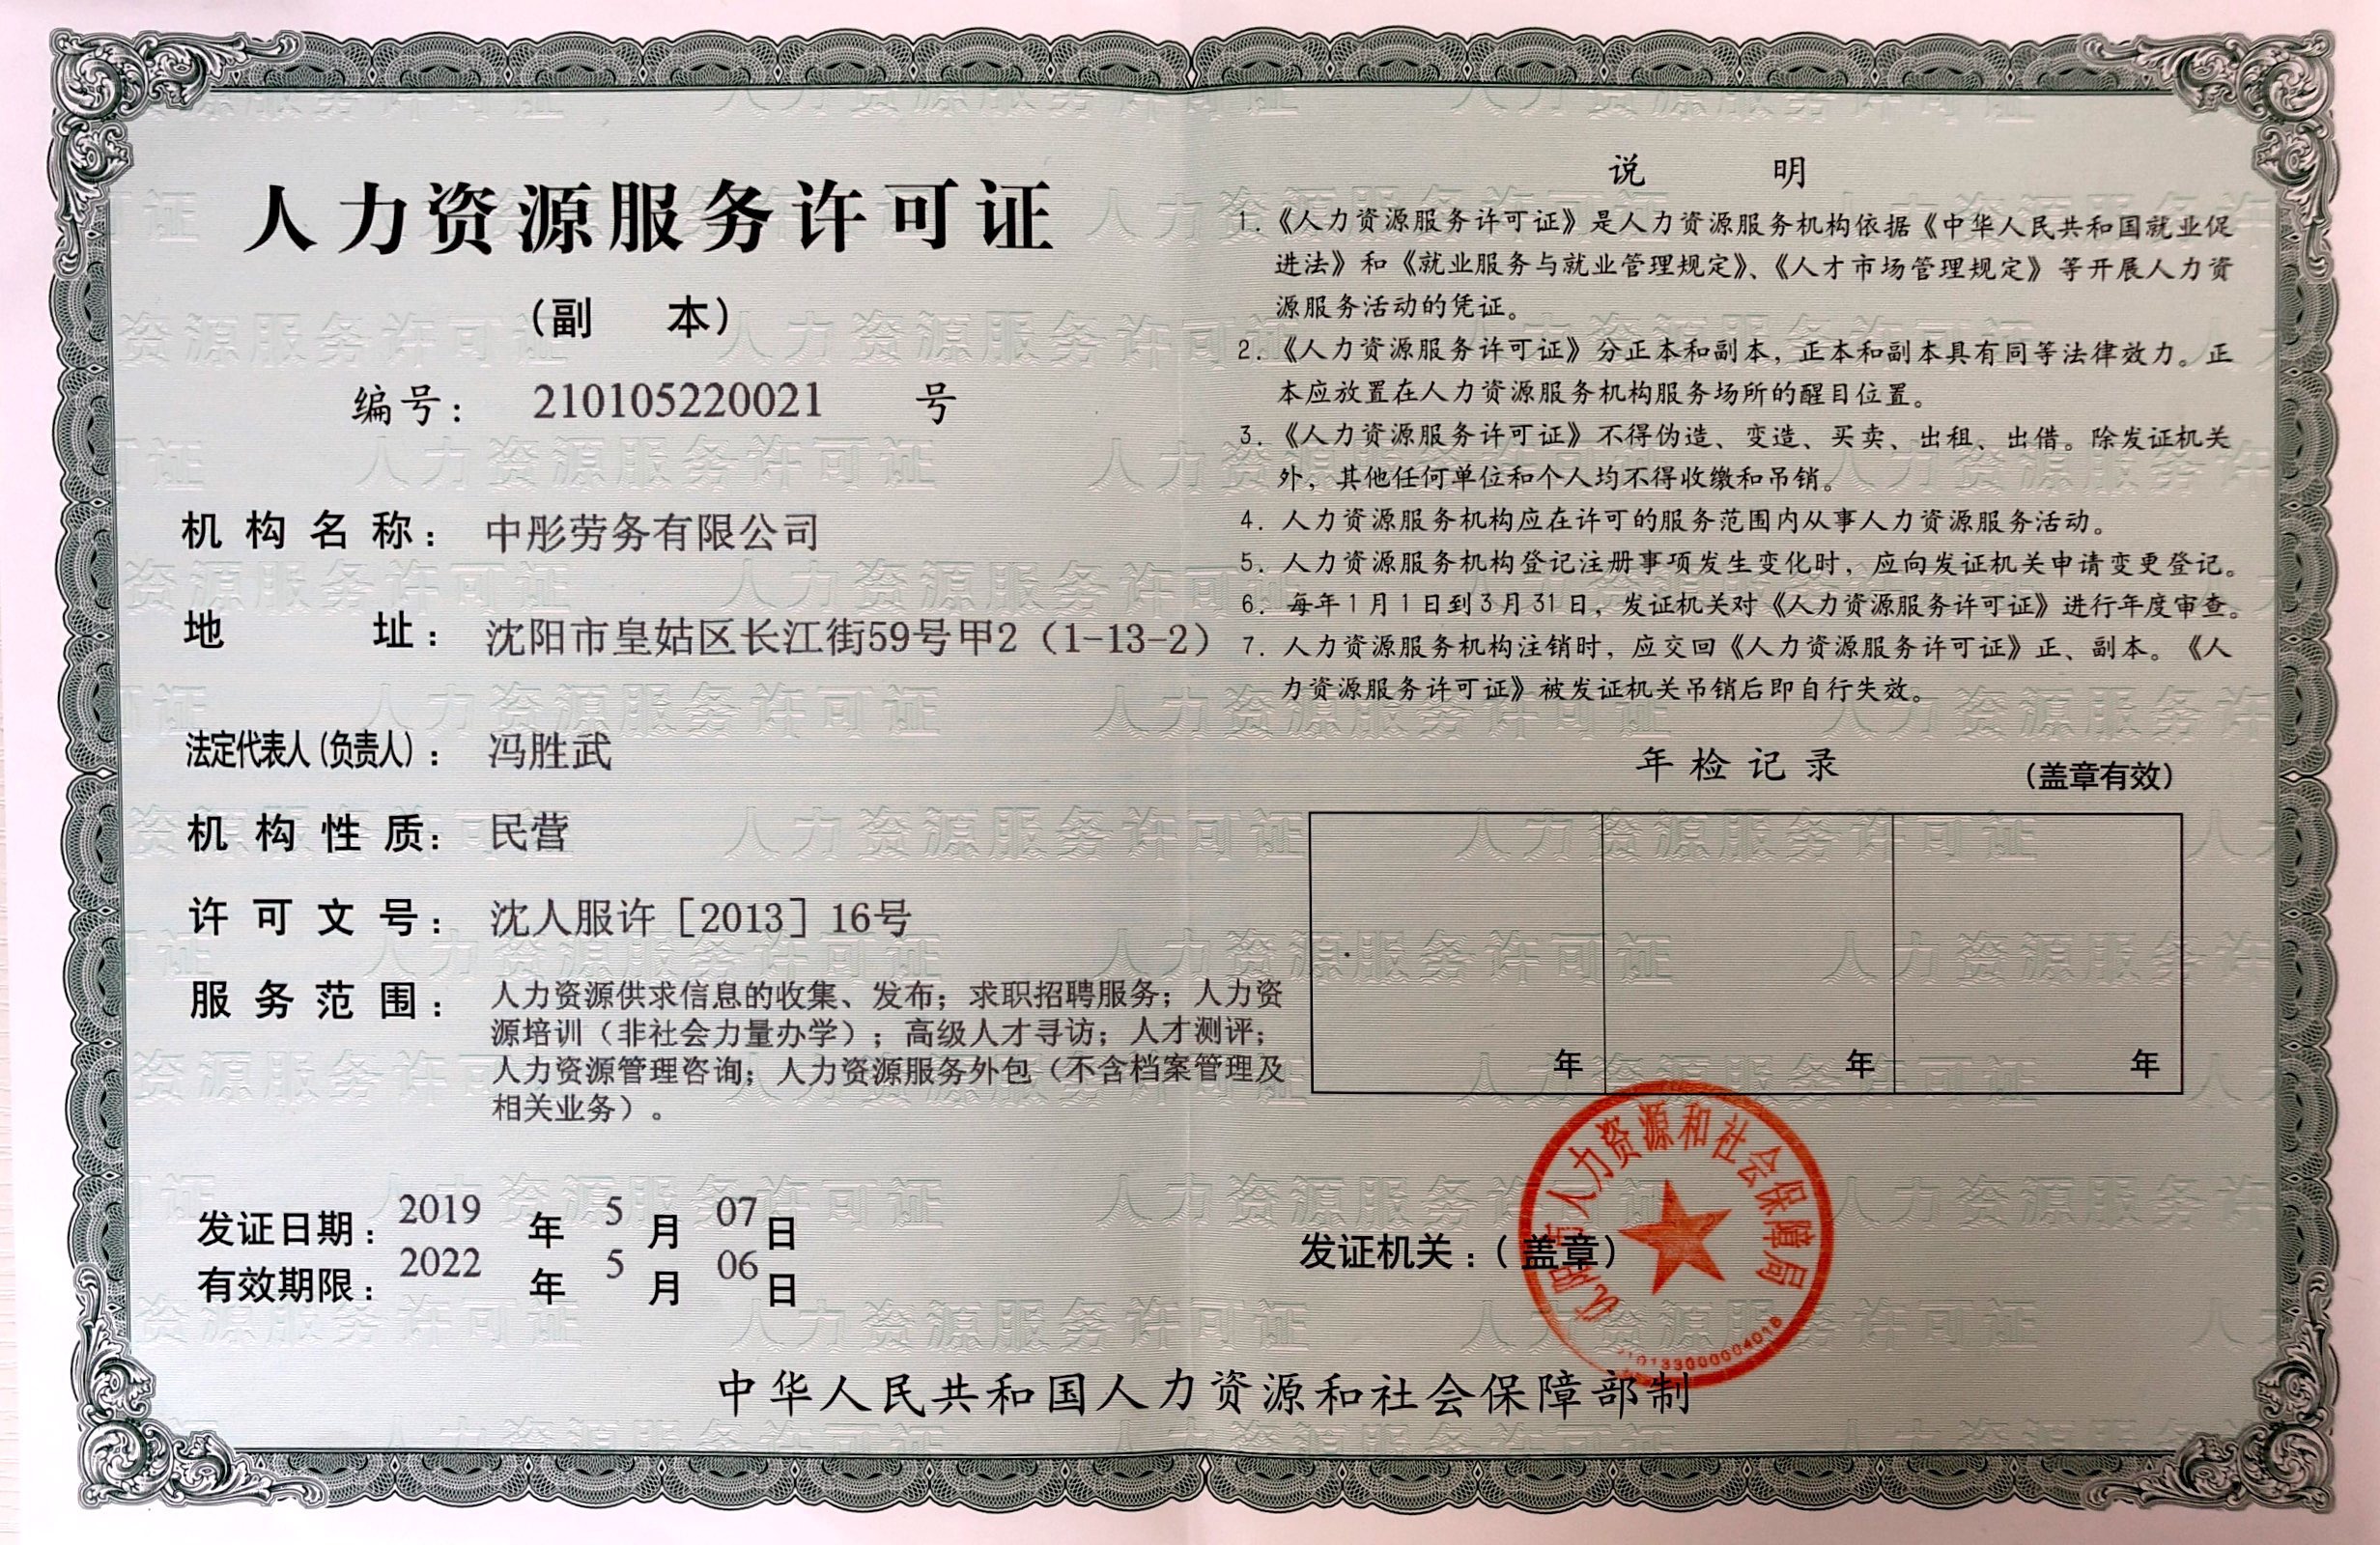 人力资源服务许可证
（副 本）
编号： 210105220021 号
机构名称： 中彤劳务有限公司
地 址： 沈阳市皇姑区长江街59号甲2（1-13-2）
法定代表人（负责人）： 冯胜武
机构性质： 民营
许可文号： 沈人服许［2013］16号
服务范围： 人力资源供求信息的收集、发布；求职招聘服务；人力资
源培训（非社会力量办学）；高级人才寻访；人才测评；
人力资源管理咨询；人力资源服务外包（不含档案管理及
相关业务）。
发证日期： 2019 年 5 月 07 日
有效期限： 2022 年 5 月 06 日
说 明
1. 《人力资源服务许可证》是人力资源服务机构依据《中华人民共和国就业促
进法》和《就业服务与就业管理规定》、《人才市场管理规定》等开展人力资
源服务活动的凭证。
2. 《人力资源服务许可证》分正本和副本，正本和副本具有同等法律效力。正
本应放置在人力资源服务机构服务场所的醒目位置。
3. 《人力资源服务许可证》不得伪造、变造、买卖、出租、出借。除发证机关
外，其他任何单位和个人均不得收缴和吊销。
4. 人力资源服务机构应在许可的服务范围内从事人力资源服务活动。
5. 人力资源服务机构登记注册事项发生变化时，应向发证机关申请变更登记。
6. 每年1月1日到3月31日，发证机关对《人力资源服务许可证》进行年度审查。
7. 人力资源服务机构注销时，应交回《人力资源服务许可证》正、副本。《人
力资源服务许可证》被发证机关吊销后即自行失效。
年检记录 （盖章有效）
年 年 年
发证机关：（盖章）
沈阳市人力资源和社会保障局
中华人民共和国人力资源和社会保障部制